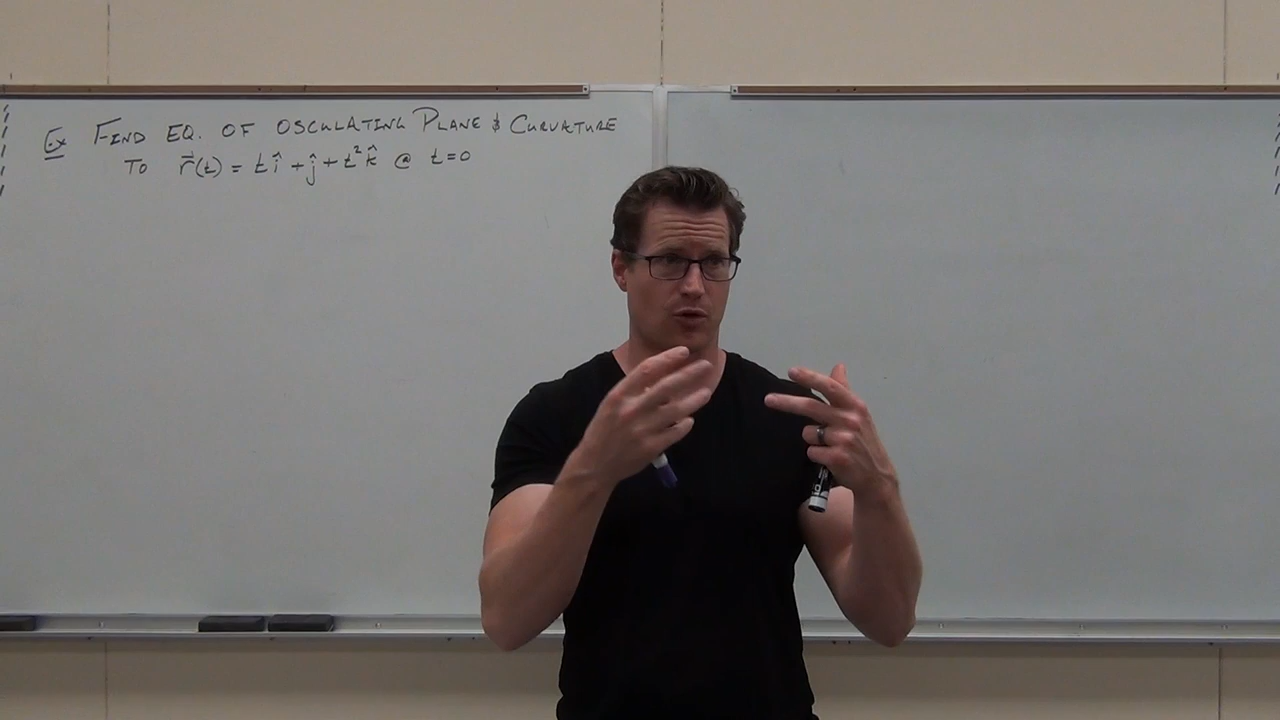 Ex FIND EQ. OF OSCULATING PLANE & CURVATURE
TO r⃗(t) = t î + ĵ + t² k̂ @ t=0